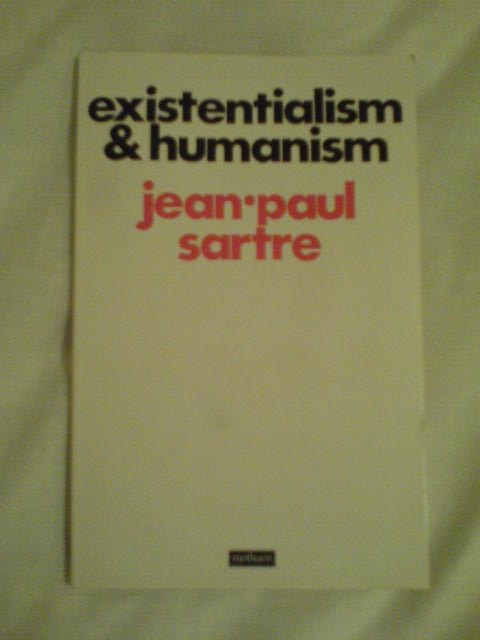 existentialism
& humanism
jean·paul
sartre
methuen